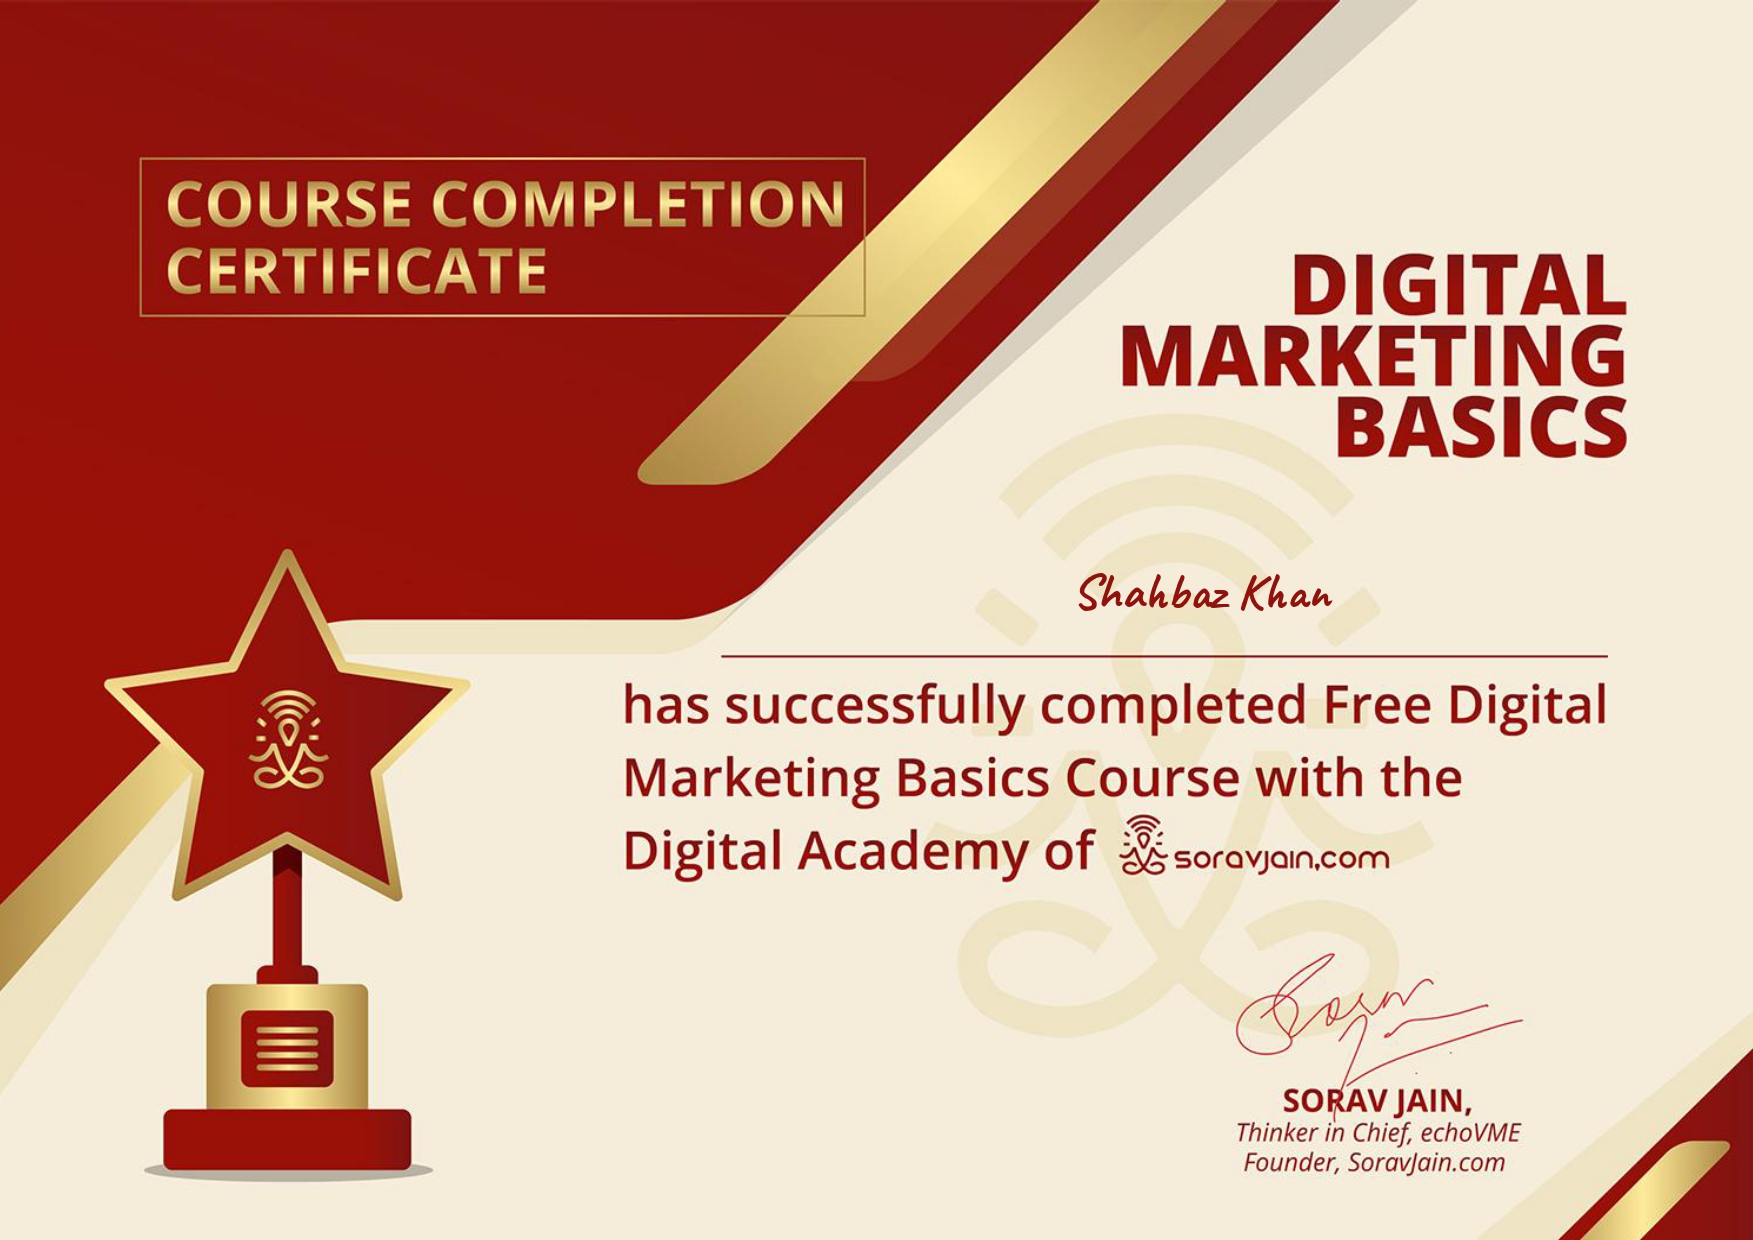 COURSE COMPLETION
CERTIFICATE
DIGITAL
MARKETING
BASICS
Shahbaz Khan
has successfully completed Free Digital
Marketing Basics Course with the
Digital Academy of soravjain.com
SORAV JAIN,
Thinker in Chief, echoVME
Founder, SoravJain.com